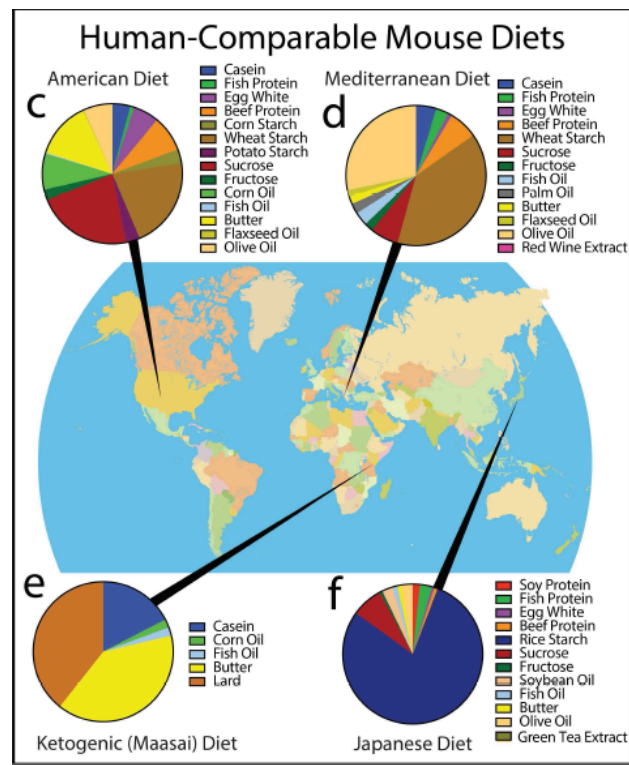 Human-Comparable Mouse Diets
American Diet
c
Casein
Fish Protein
Egg White
Beef Protein
Corn Starch
Wheat Starch
Potato Starch
Sucrose
Fructose
Corn Oil
Fish Oil
Butter
Flaxseed Oil
Olive Oil
Mediterranean Diet
d
Casein
Fish Protein
Egg White
Beef Protein
Wheat Starch
Sucrose
Fructose
Fish Oil
Palm Oil
Butter
Flaxseed Oil
Olive Oil
Red Wine Extract
e
Casein
Corn Oil
Fish Oil
Butter
Lard
Ketogenic (Maasai) Diet
f
Soy Protein
Fish Protein
Egg White
Beef Protein
Rice Starch
Sucrose
Fructose
Soybean Oil
Fish Oil
Butter
Olive Oil
Green Tea Extract
Japanese Diet